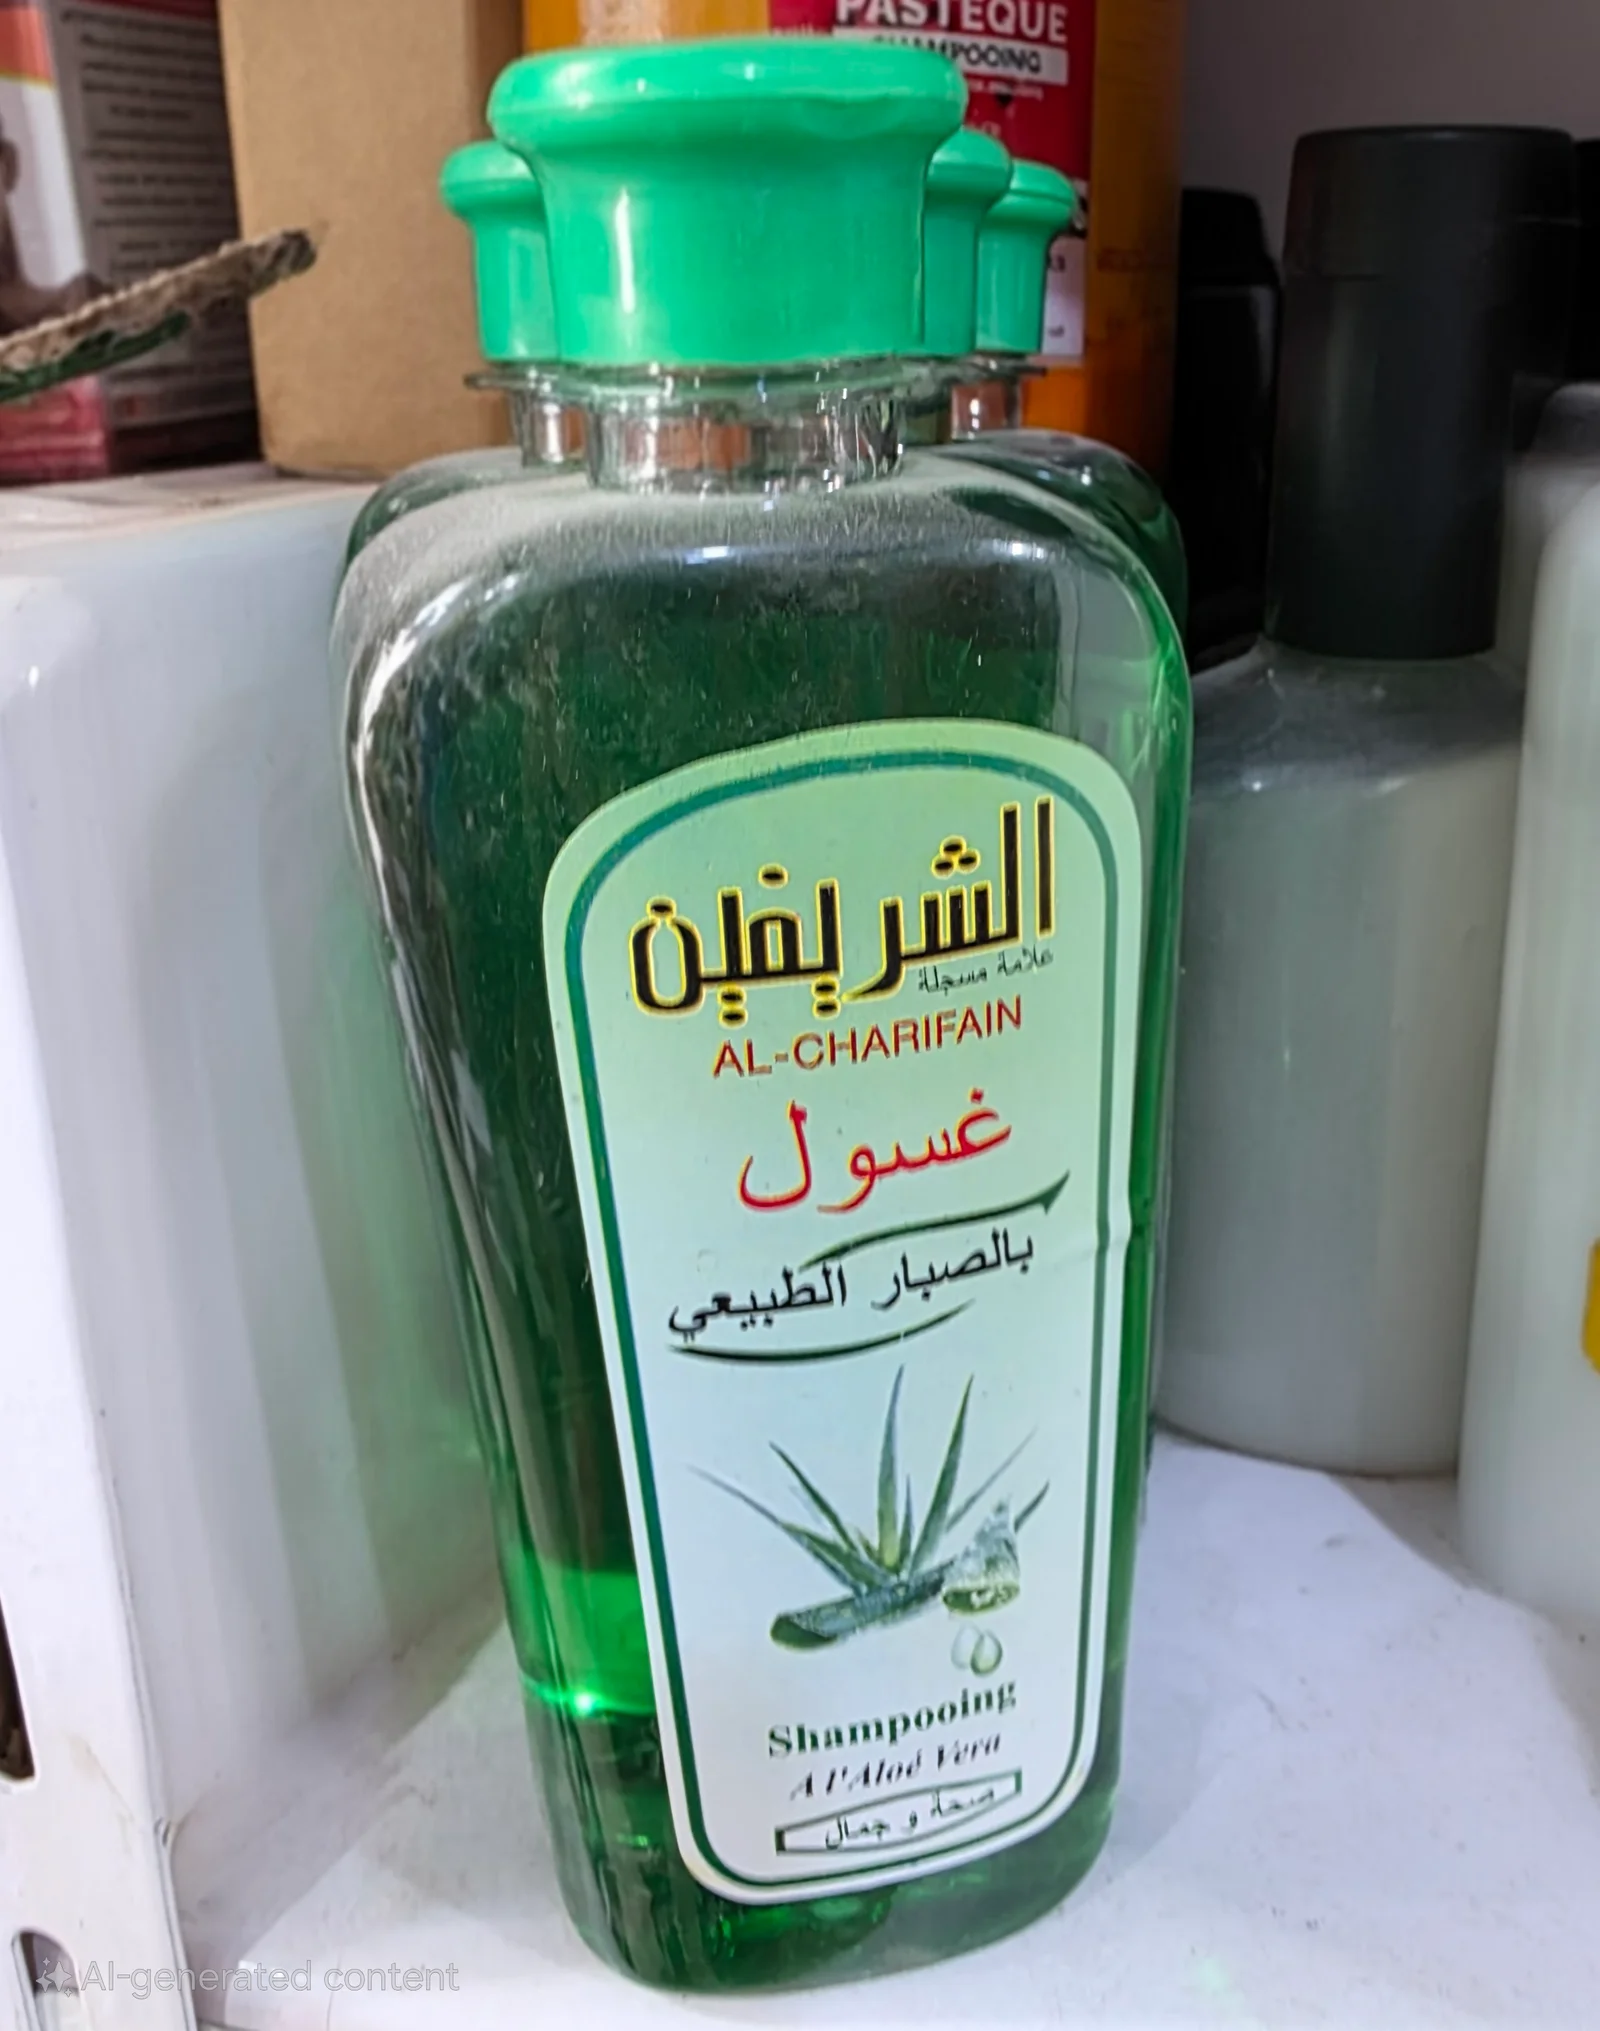 PASTEQUE
SHAMPOOING
الشريفين
علامة مسجلة
AL-CHARIFAIN
غسول
بالصبار الطبيعي
Shampooing
A l'Aloé Vera
صحة و جمال
AI-generated content